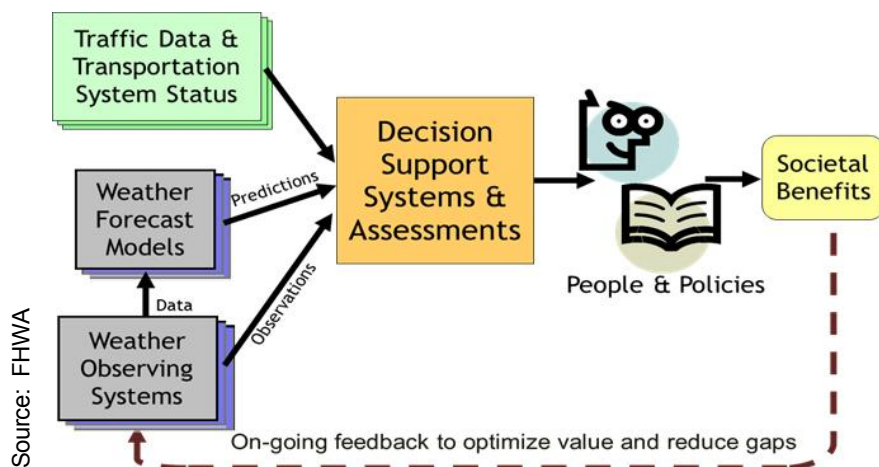 Traffic Data &
Transportation
System Status
Weather
Forecast
Models
Predictions
Data
Weather
Observing
Systems
Observations
Decision
Support
Systems &
Assessments
People & Policies
Societal
Benefits
On-going feedback to optimize value and reduce gaps
Source: FHWA